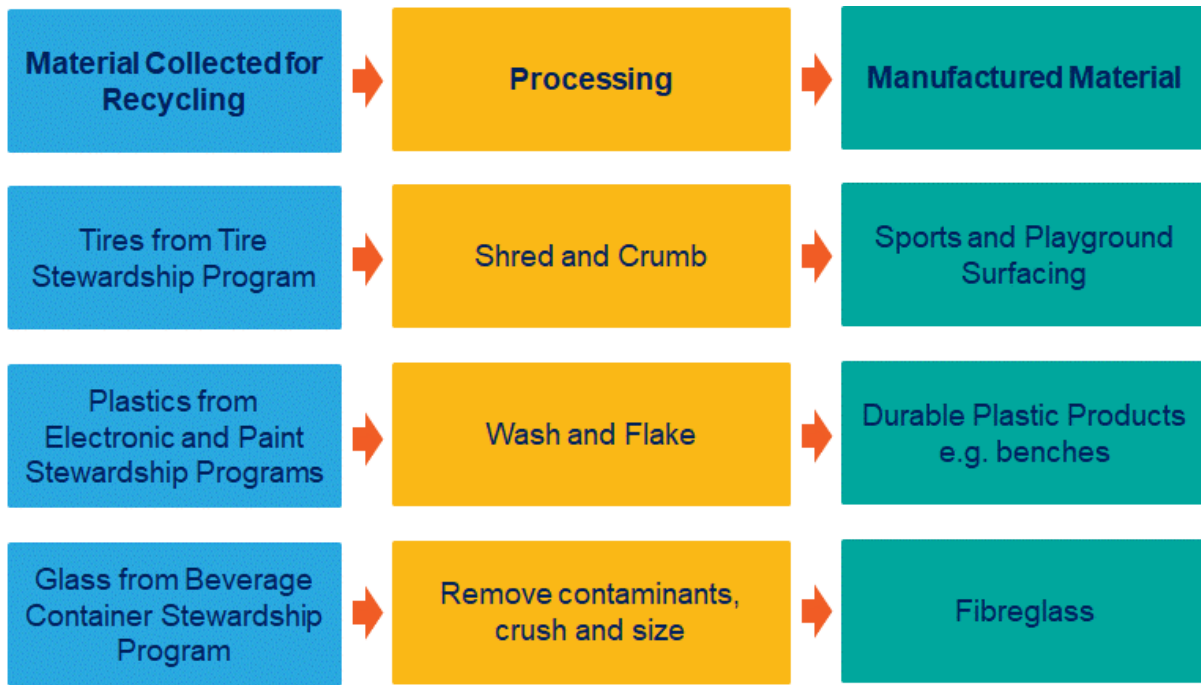 Material Collected for
Recycling
Processing
Manufactured Material
Tires from Tire
Stewardship Program
Shred and Crumb
Sports and Playground
Surfacing
Plastics from
Electronic and Paint
Stewardship Programs
Wash and Flake
Durable Plastic Products
e.g. benches
Glass from Beverage
Container Stewardship
Program
Remove contaminants,
crush and size
Fibreglass